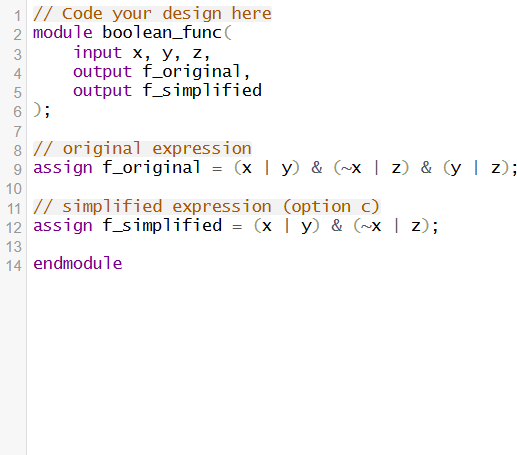 1 // Code your design here
2 module boolean_func(
3     input x, y, z,
4     output f_original,
5     output f_simplified
6 );
7
8 // original expression
9 assign f_original = (x | y) & (~x | z) & (y | z);
10
11 // simplified expression (option c)
12 assign f_simplified = (x | y) & (~x | z);
13
14 endmodule